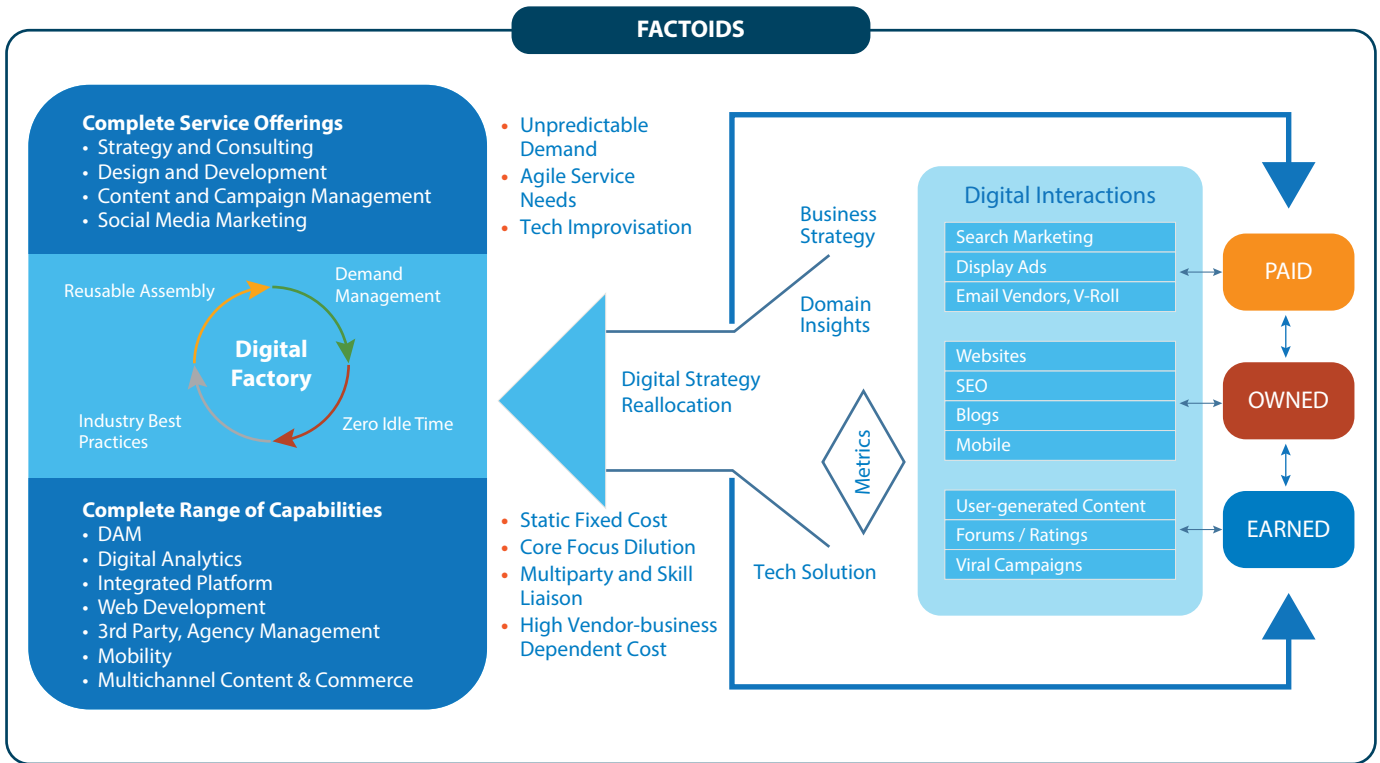 FACTOIDS
Complete Service Offerings
• Strategy and Consulting
• Design and Development
• Content and Campaign Management
• Social Media Marketing
Reusable Assembly
Demand
Management
Digital
Factory
Industry Best
Practices
Zero Idle Time
Complete Range of Capabilities
• DAM
• Digital Analytics
• Integrated Platform
• Web Development
• 3rd Party, Agency Management
• Mobility
• Multichannel Content & Commerce
• Unpredictable
Demand
• Agile Service
Needs
• Tech Improvisation
Digital Strategy
Reallocation
• Static Fixed Cost
• Core Focus Dilution
• Multiparty and Skill
Liaison
• High Vendor-business
Dependent Cost
Business
Strategy
Domain
Insights
Metrics
Tech Solution
Digital Interactions
Search Marketing
Display Ads
Email Vendors, V-Roll
Websites
SEO
Blogs
Mobile
User-generated Content
Forums / Ratings
Viral Campaigns
PAID
OWNED
EARNED